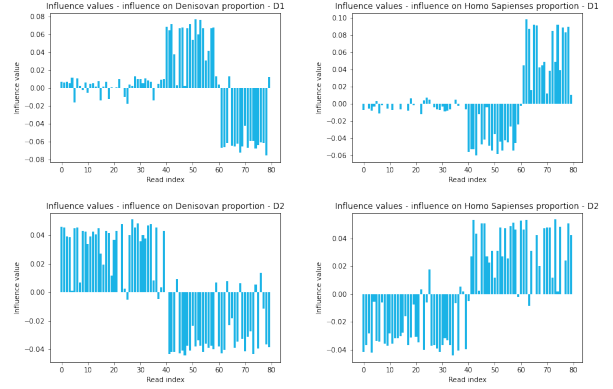 Influence values - influence on Denisovan proportion - D1
0.08
0.06
0.04
0.02
0.00
−0.02
−0.04
−0.06
−0.08
Influence value
0 10 20 30 40 50 60 70 80
Read index
Influence values - influence on Homo Sapienses proportion - D1
0.10
0.08
0.06
0.04
0.02
0.00
−0.02
−0.04
−0.06
Influence value
0 10 20 30 40 50 60 70 80
Read index
Influence values - influence on Denisovan proportion - D2
0.04
0.02
0.00
−0.02
−0.04
Influence value
0 10 20 30 40 50 60 70 80
Read index
Influence values - influence on Homo Sapienses proportion - D2
0.04
0.02
0.00
−0.02
−0.04
Influence value
0 10 20 30 40 50 60 70 80
Read index